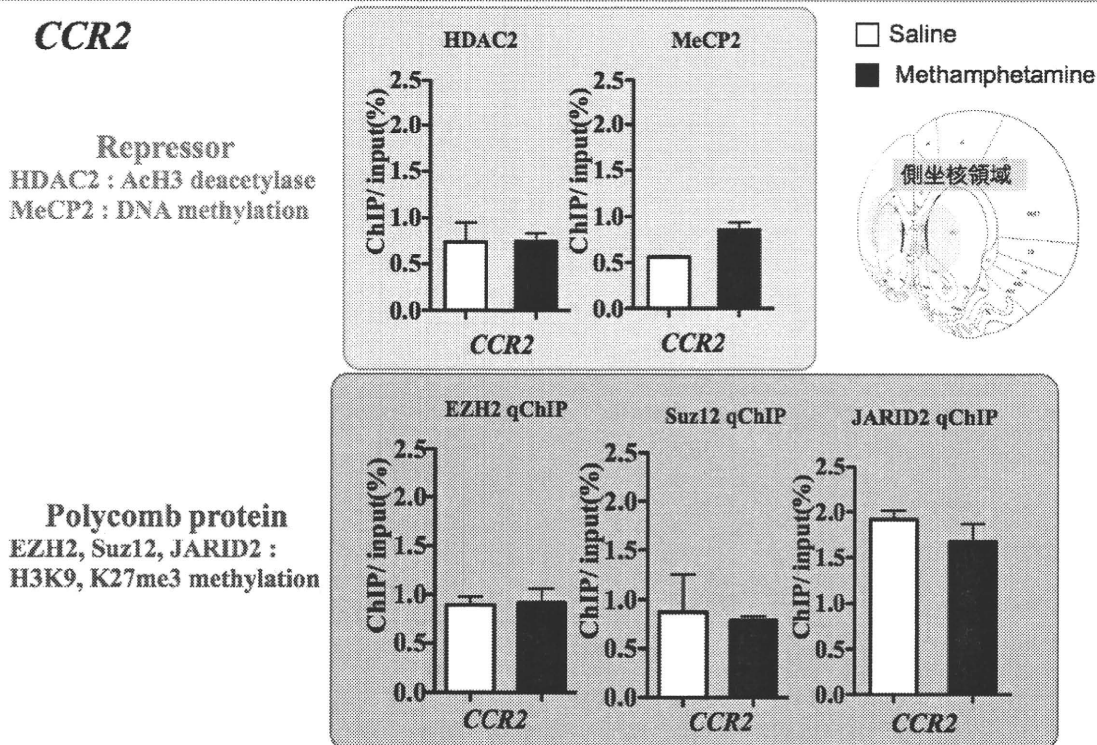 CCR2
Repressor
HDAC2 : AcH3 deacetylase
MeCP2 : DNA methylation
HDAC2
ChIP/ input(%)
2.5
2.0
1.5
1.0
0.5
0.0
CCR2
MeCP2
ChIP/ input(%)
2.5
2.0
1.5
1.0
0.5
0.0
CCR2
Saline
Methamphetamine
側坐核領域
Polycomb protein
EZH2, Suz12, JARID2 :
H3K9, K27me3 methylation
EZH2 qChIP
ChIP/ input(%)
2.5
2.0
1.5
1.0
0.5
0.0
CCR2
Suz12 qChIP
ChIP/ input(%)
2.5
2.0
1.5
1.0
0.5
0.0
CCR2
JARID2 qChIP
ChIP/ input(%)
2.5
2.0
1.5
1.0
0.5
0.0
CCR2